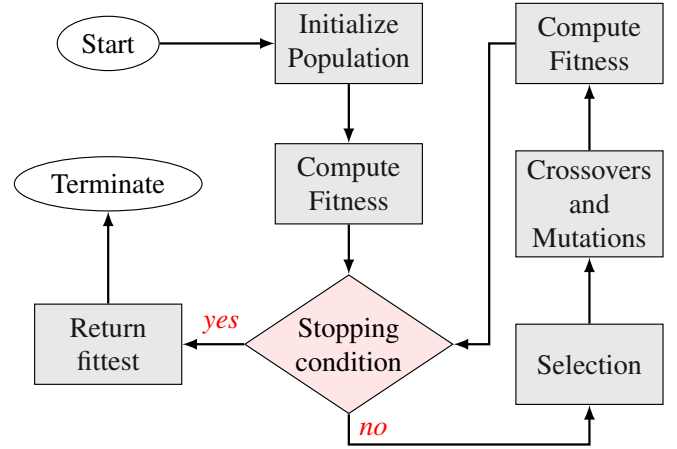 Start
Initialize
Population
Compute
Fitness
Compute
Fitness
Terminate
Crossovers
and
Mutations
Return
fittest
yes
Stopping
condition
no
Selection